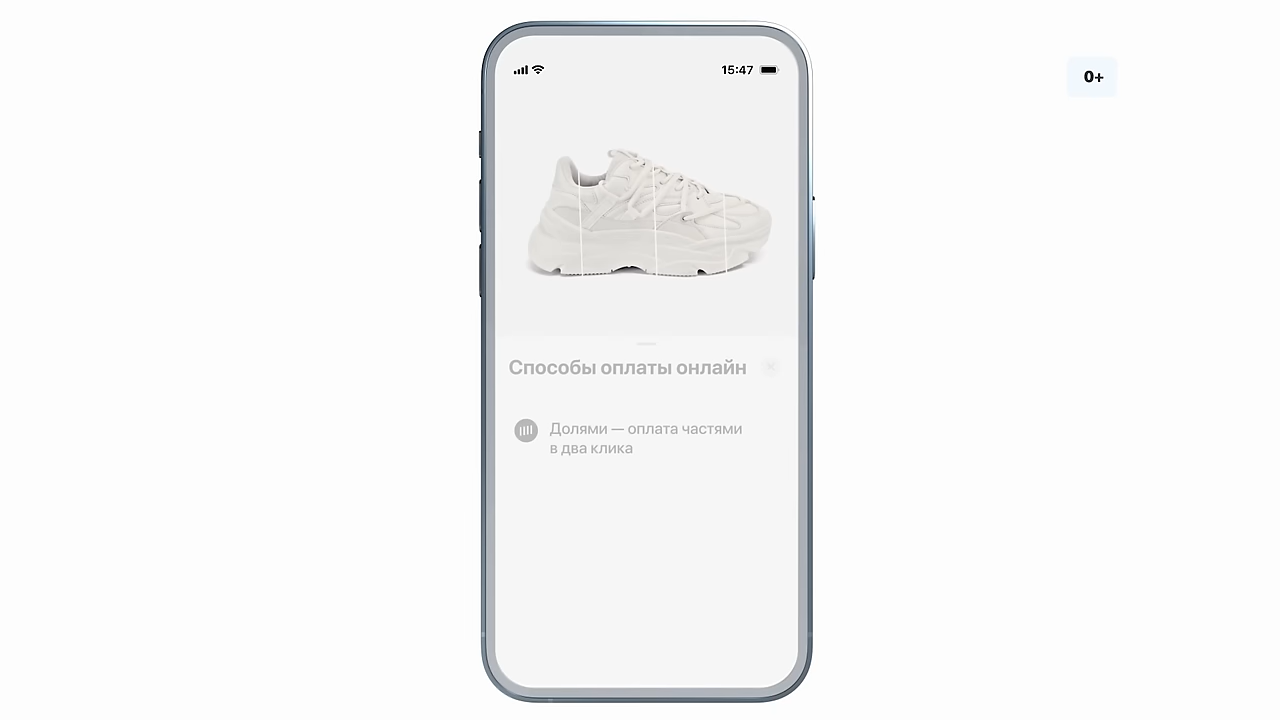 15:47
0+
Способы оплаты онлайн
Долями — оплата частями
в два клика